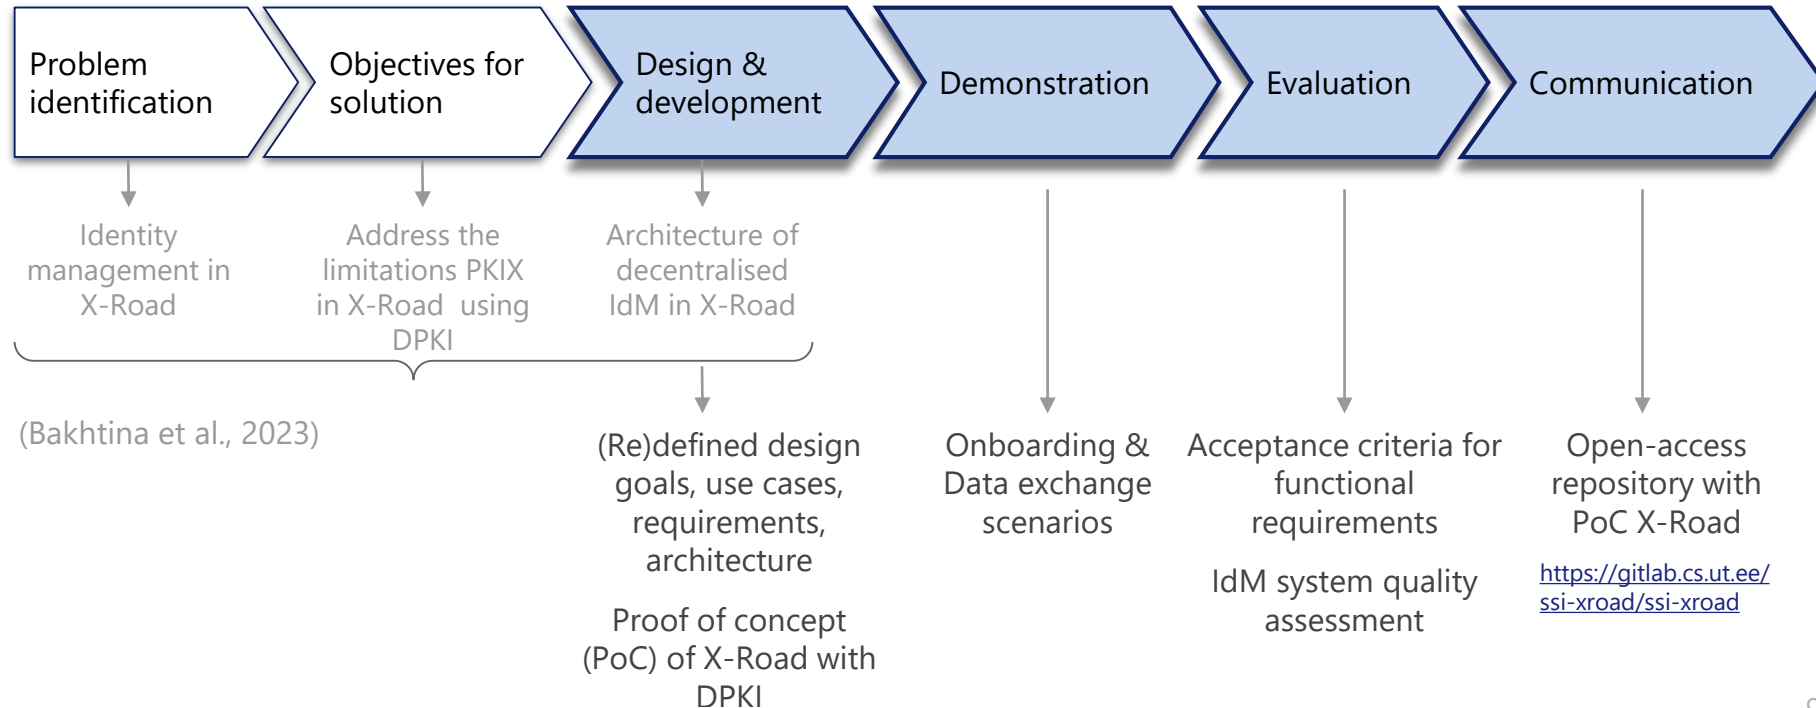 Problem
identification
Objectives for
solution
Design &
development
Demonstration
Evaluation
Communication
Identity
management in
X-Road
Address the
limitations PKIX
in X-Road using
DPKI
Architecture of
decentralised
IdM in X-Road
(Bakhtina et al., 2023)
(Re)defined design
goals, use cases,
requirements,
architecture
Proof of concept
(PoC) of X-Road with
DPKI
Onboarding &
Data exchange
scenarios
Acceptance criteria for
functional
requirements
IdM system quality
assessment
Open-access
repository with
PoC X-Road
https://gitlab.cs.ut.ee/
ssi-xroad/ssi-xroad